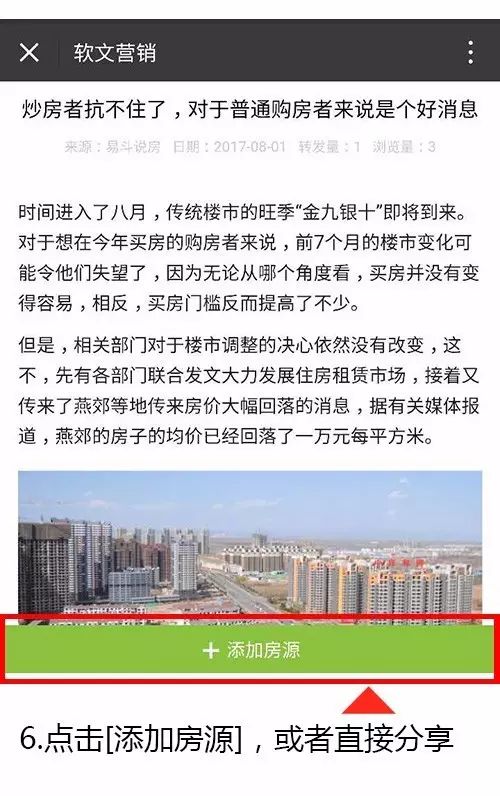 软文营销
炒房者抗不住了，对于普通购房者来说是个好消息
来源：易斗说房 日期：2017-08-01 转发量：1 浏览量：3
时间进入了八月，传统楼市的旺季“金九银十”即将到来。
对于想在今年买房的购房者来说，前7个月的楼市变化可
能令他们失望了，因为无论从哪个角度看，买房并没有变
得容易，相反，买房门槛反而提高了不少。
但是，相关部门对于楼市调整的决心依然没有改变，这
不，先有各部门联合发文大力发展住房租赁市场，接着又
传来了燕郊等地传来房价大幅回落的消息，据有关媒体报
道，燕郊的房子的均价已经回落了一万元每平方米。
+ 添加房源
6.点击[添加房源]，或者直接分享